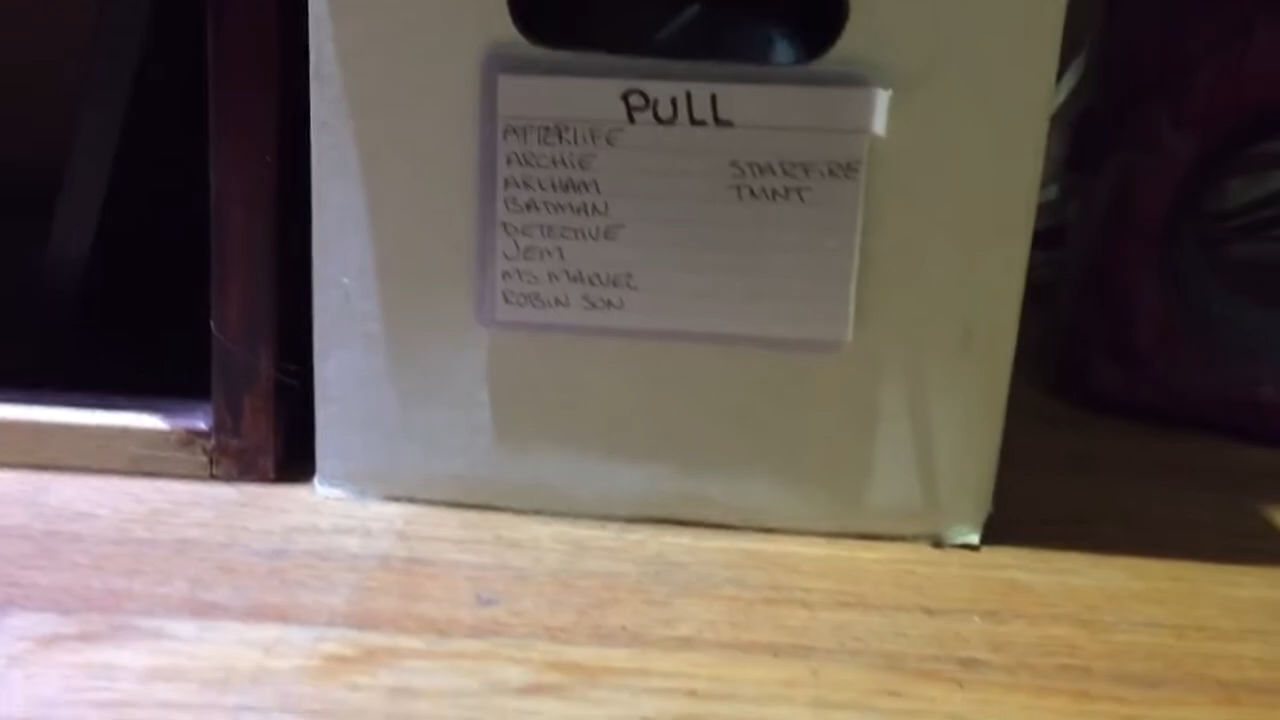 PULL
AFTERLIFE
ARCHIE
ARKHAM
BATMAN
DETECTIVE
JEM
MS. MARVEL
ROBIN SON
STARFIRE
TMNT